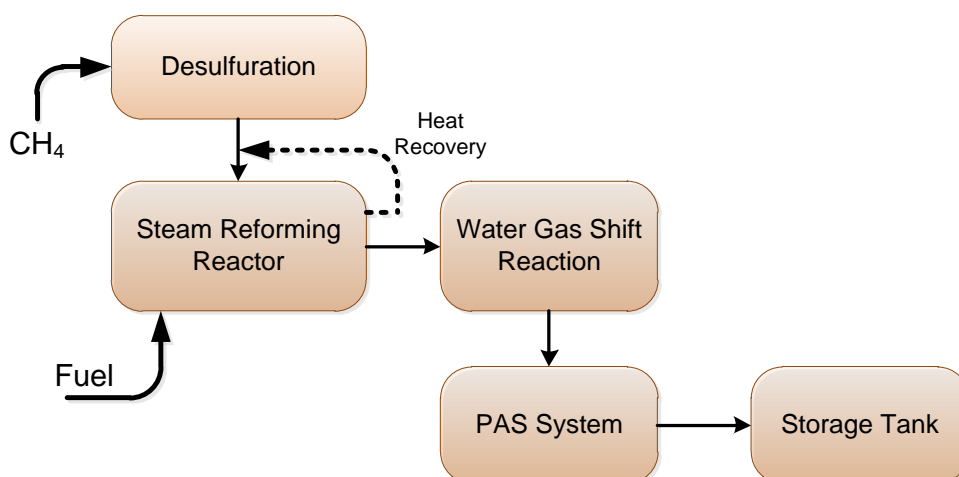 Desulfuration
CH₄
Heat
Recovery
Steam Reforming
Reactor
Water Gas Shift
Reaction
Fuel
PAS System
Storage Tank